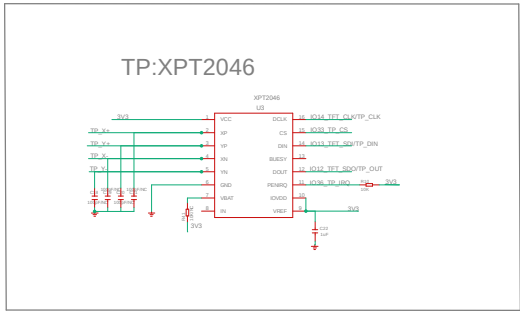 TP:XPT2046
XPT2046
U3
3V3
1 VCC DCLK 16 IO14_TFT_CLK/TP_CLK
TP_X+ 2 XP CS 15 IO33_TP_CS
TP_Y+ 3 YP DIN 14 IO13_TFT_SDI/TP_DIN
TP_X- 4 XN BUESY 13
TP_Y- 5 YN DOUT 12 IO12_TFT_SDO/TP_OUT
6 GND PENIRQ 11 IO36_TP_IRQ 3V3
7 VBAT IOVDD 10
8 IN VREF 9 3V3
3V3